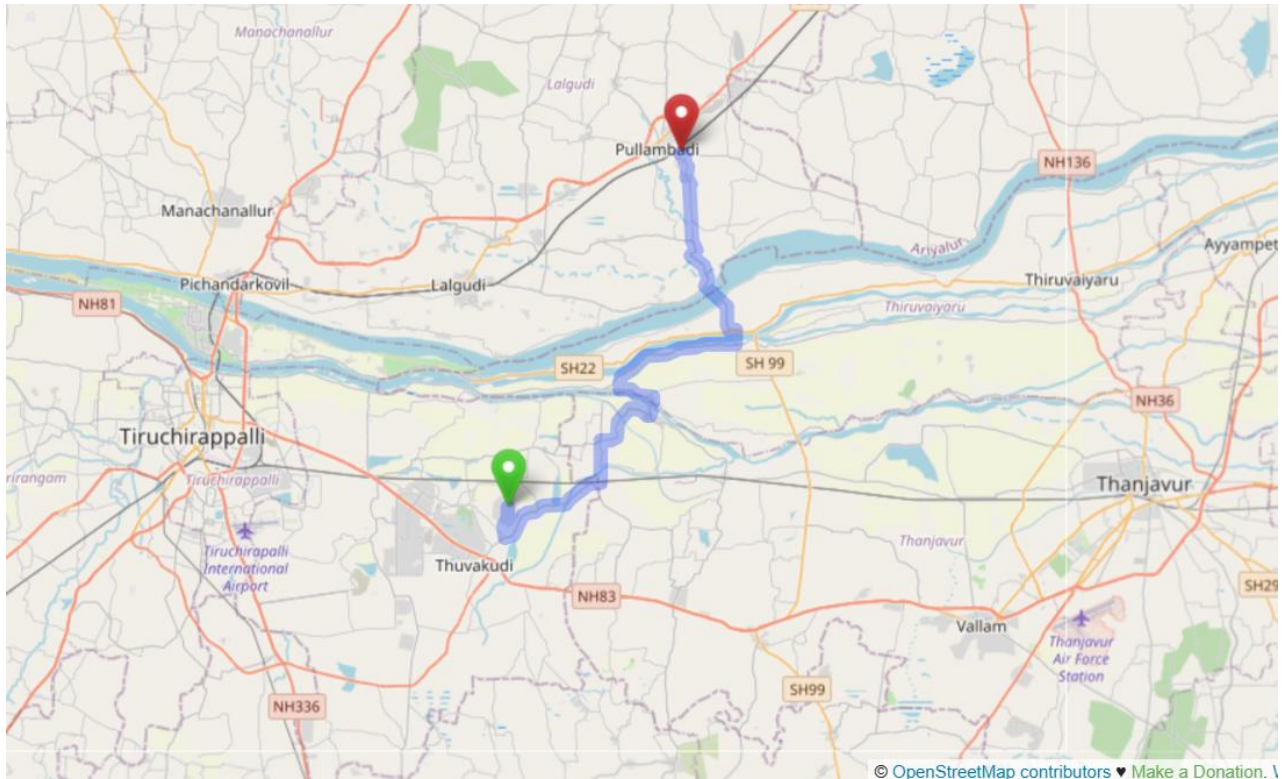 Manachanallur
Lalgudi
Pullambadi
NH136
Manachanallur
Ariyalur
Ayyampet
Pichandarkovil
Lalgudi
Thiruvaiyaru
NH81
Thiruvaiyaru
SH22
SH 99
NH36
Tiruchirappalli
rirangam
Tiruchirappalli
Thanjavur
Tiruchirapalli
International
Airport
Thuvakudi
Thanjavur
NH83
SH29
Vallam
Thanjavur
Air Force
Station
SH99
NH336
© OpenStreetMap contributors ♥ Make a Donation.